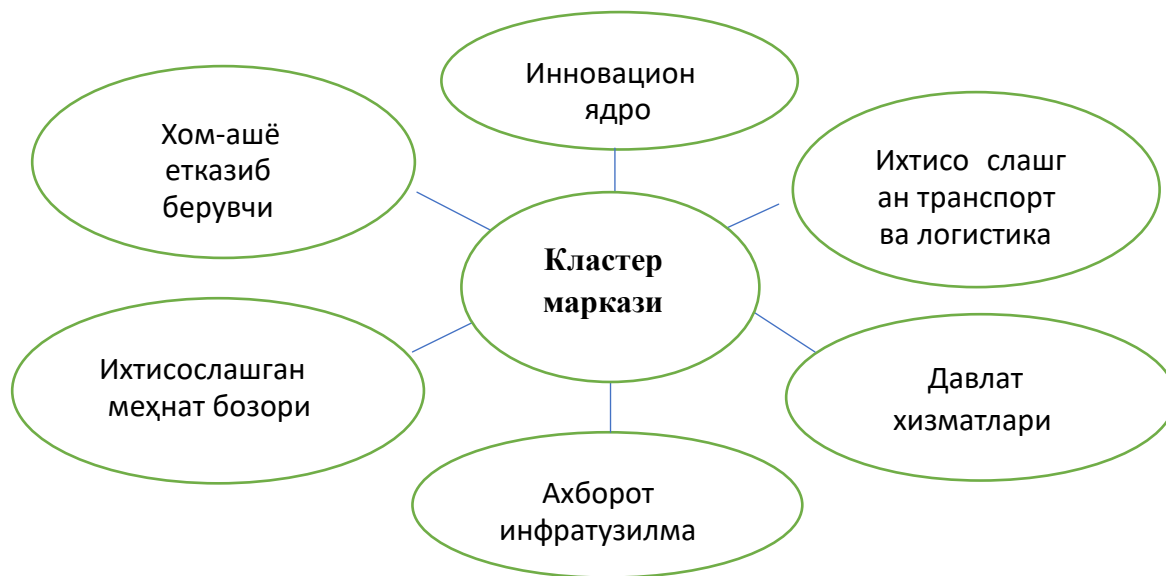 Инновацион
ядро
Хом-ашё
етказиб
берувчи
Ихтисо слашг
ан транспорт
ва логистика
Кластер
маркази
Ихтисослашган
меҳнат бозори
Давлат
хизматлари
Ахборот
инфратузилма